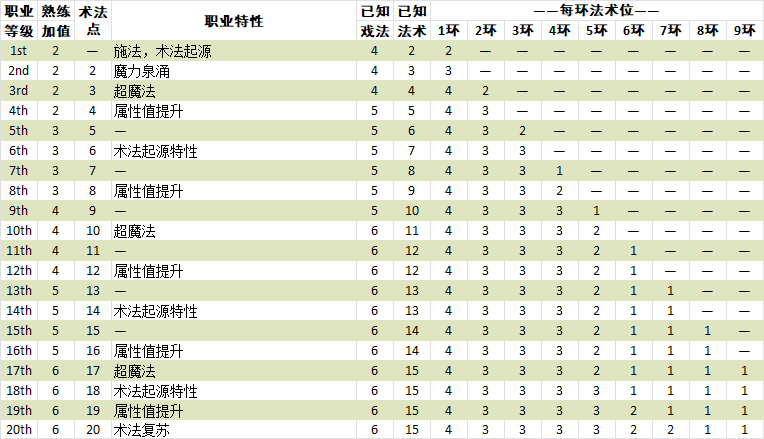 职业 熟练 术法 职业特性 已知 已知 ——每环法术位——
等级 加值 点 戏法 法术 1环 2环 3环 4环 5环 6环 7环 8环 9环
1st 2 — 施法，术法起源 4 2 2 — — — — — — — —
2nd 2 2 魔力泉涌 4 3 3 — — — — — — — —
3rd 2 3 超魔法 4 4 4 2 — — — — — — —
4th 2 4 属性值提升 5 5 4 3 — — — — — — —
5th 3 5 — 5 6 4 3 2 — — — — — —
6th 3 6 术法起源特性 5 7 4 3 3 — — — — — —
7th 3 7 — 5 8 4 3 3 1 — — — — —
8th 3 8 属性值提升 5 9 4 3 3 2 — — — — —
9th 4 9 — 5 10 4 3 3 3 1 — — — —
10th 4 10 超魔法 6 11 4 3 3 3 2 — — — —
11th 4 11 — 6 12 4 3 3 3 2 1 — — —
12th 4 12 属性值提升 6 12 4 3 3 3 2 1 — — —
13th 5 13 — 6 13 4 3 3 3 2 1 1 — —
14th 5 14 术法起源特性 6 13 4 3 3 3 2 1 1 — —
15th 5 15 — 6 14 4 3 3 3 2 1 1 1 —
16th 5 16 属性值提升 6 14 4 3 3 3 2 1 1 1 —
17th 6 17 超魔法 6 15 4 3 3 3 2 1 1 1 1
18th 6 18 术法起源特性 6 15 4 3 3 3 3 1 1 1 1
19th 6 19 属性值提升 6 15 4 3 3 3 3 2 1 1 1
20th 6 20 术法复苏 6 15 4 3 3 3 3 2 2 1 1